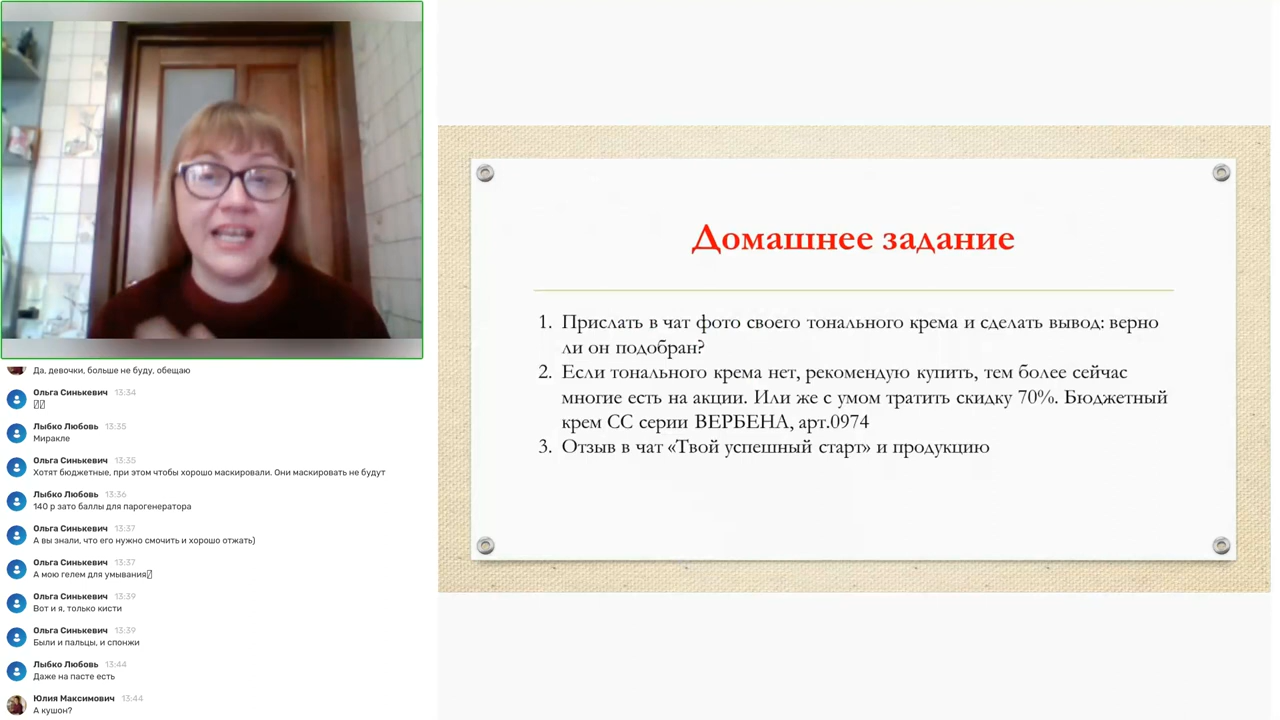 Да, девочки, больше не буду, обещаю
Ольга Синькевич 13:34
Лыбко Любовь 13:35
Миракле
Ольга Синькевич 13:35
Хотят бюджетные, при этом чтобы хорошо маскировали. Они маскировать не будут
Лыбко Любовь 13:36
140 р зато баллы для парогенератора
Ольга Синькевич 13:37
А вы знали, что его нужно смочить и хорошо отжать)
Ольга Синькевич 13:37
А мою гелем для умывания
Ольга Синькевич 13:39
Вот и я, только кисти
Ольга Синькевич 13:39
Были и пальцы, и спонжи
Лыбко Любовь 13:44
Даже на пасте есть
Юлия Максимович 13:44
А кушон?
Домашнее задание
1. Прислать в чат фото своего тонального крема и сделать вывод: верно
ли он подобран?
2. Если тонального крема нет, рекомендую купить, тем более сейчас
многие есть на акции. Или же с умом тратить скидку 70%. Бюджетный
крем СС серии ВЕРБЕНА, арт.0974
3. Отзыв в чат «Твой успешный старт» и продукцию